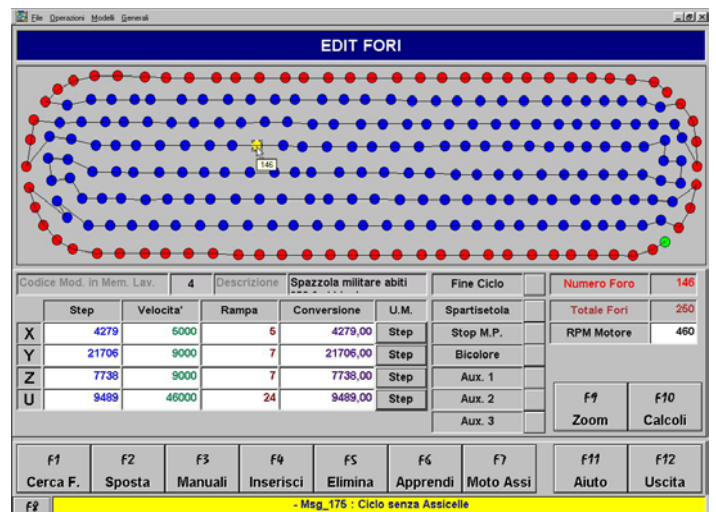 File Operazioni Modelli Generali
EDIT FORI
146
Codice Mod. in Mem. Lav. 4 Descrizione Spazzola militare abiti
Fine Ciclo
Numero Foro 146
Step Velocita' Rampa Conversione U.M.
Spartisetola
Totale Fori 250
X 4279 5000 5 4279,00 Step
Stop M.P.
RPM Motore 460
Y 21706 9000 7 21706,00 Step
Bicolore
Z 7738 9000 7 7738,00 Step
Aux. 1
U 9489 46000 24 9489,00 Step
Aux. 2
Aux. 3
F9 Zoom
F10 Calcoli
F1 Cerca F.
F2 Sposta
F3 Manuali
F4 Inserisci
F5 Elimina
F6 Apprendi
F7 Moto Assi
F11 Aiuto
F12 Uscita
F8
- Msg_176 : Ciclo senza Assicelle